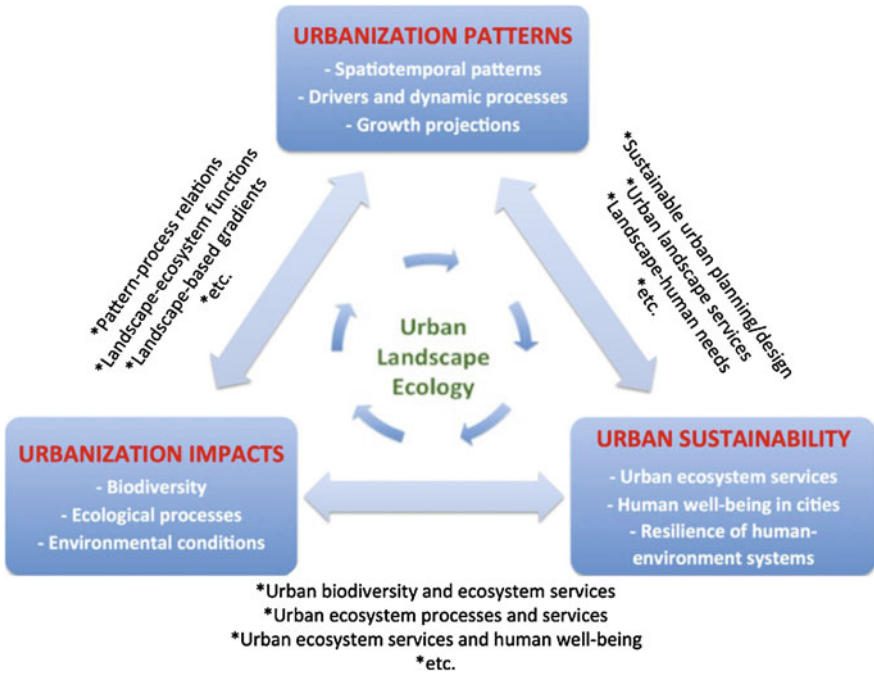 URBANIZATION PATTERNS
- Spatiotemporal patterns
- Drivers and dynamic processes
- Growth projections
*Pattern-process relations
*Landscape-ecosystem functions
*Landscape-based gradients
*etc.
*Sustainable urban planning/design
*Urban landscape services
*Landscape-human needs
*etc.
Urban
Landscape
Ecology
URBANIZATION IMPACTS
- Biodiversity
- Ecological processes
- Environmental conditions
URBAN SUSTAINABILITY
- Urban ecosystem services
- Human well-being in cities
- Resilience of human-
environment systems
*Urban biodiversity and ecosystem services
*Urban ecosystem processes and services
*Urban ecosystem services and human well-being
*etc.